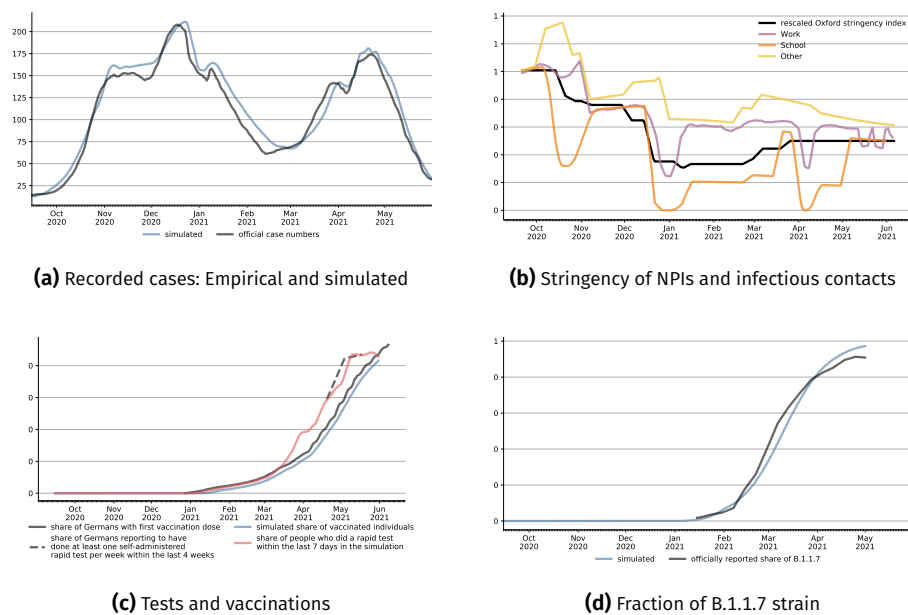 200
175
150
125
100
75
50
25
Oct
2020
Nov
2020
Dec
2020
Jan
2021
Feb
2021
Mar
2021
Apr
2021
May
2021
simulated
official case numbers
(a) Recorded cases: Empirical and simulated
1
1
0
0
0
0
0
0
rescaled Oxford stringency index
Work
School
Other
Oct
2020
Nov
2020
Dec
2020
Jan
2021
Feb
2021
Mar
2021
Apr
2021
May
2021
Jun
2021
(b) Stringency of NPIs and infectious contacts
0
0
0
0
0
Oct
2020
Nov
2020
Dec
2020
Jan
2021
Feb
2021
Mar
2021
Apr
2021
May
2021
Jun
2021
share of Germans with first vaccination dose
share of Germans reporting to have
done at least one self-administered
rapid test per week within the last 4 weeks
simulated share of vaccinated individuals
share of people who did a rapid test
within the last 7 days in the simulation
(c) Tests and vaccinations
1
0
0
0
0
0
Oct
2020
Nov
2020
Dec
2020
Jan
2021
Feb
2021
Mar
2021
Apr
2021
May
2021
simulated
officially reported share of B.1.1.7
(d) Fraction of B.1.1.7 strain